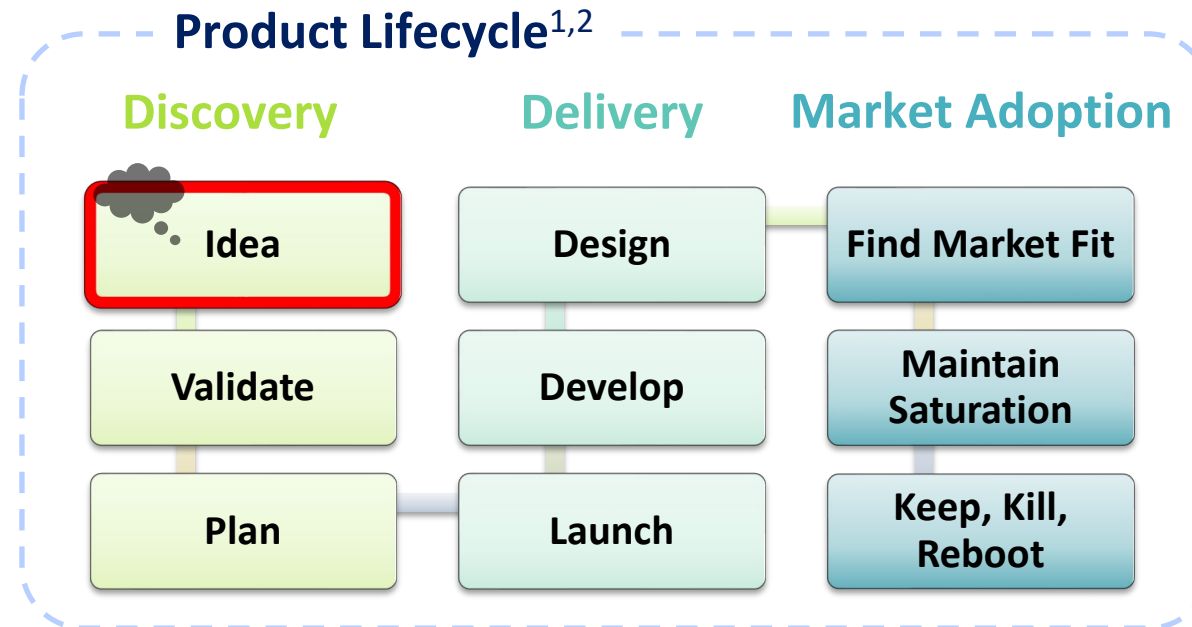 Product Lifecycle1,2
Discovery
Delivery
Market Adoption
Idea
Design
Find Market Fit
Validate
Develop
Maintain
Saturation
Plan
Launch
Keep, Kill,
Reboot